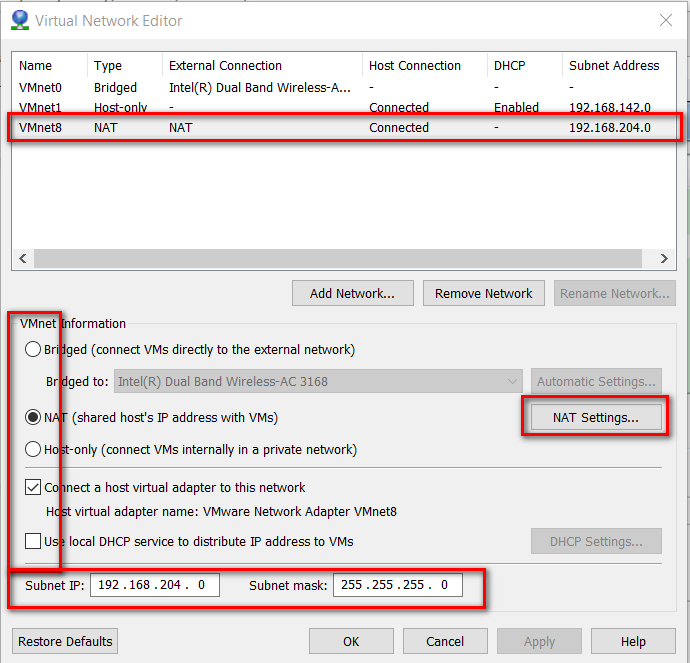 Virtual Network Editor
Name Type External Connection Host Connection DHCP Subnet Address
VMnet0 Bridged Intel(R) Dual Band Wireless-A... - - -
VMnet1 Host-only - Connected Enabled 192.168.142.0
VMnet8 NAT NAT Connected - 192.168.204.0
Add Network... Remove Network Rename Network...
VMnet Information
Bridged (connect VMs directly to the external network)
Bridged to: Intel(R) Dual Band Wireless-AC 3168 Automatic Settings...
NAT (shared host's IP address with VMs) NAT Settings...
Host-only (connect VMs internally in a private network)
Connect a host virtual adapter to this network
Host virtual adapter name: VMware Network Adapter VMnet8
Use local DHCP service to distribute IP address to VMs DHCP Settings...
Subnet IP: 192 .168 .204 . 0 Subnet mask: 255 .255 .255 . 0
Restore Defaults OK Cancel Apply Help